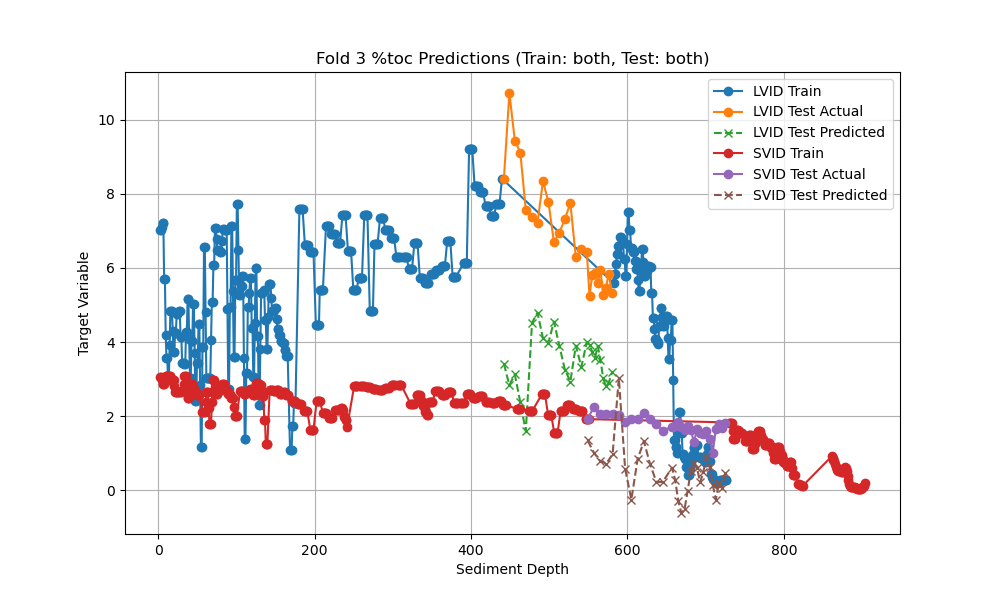 Fold 3 %toc Predictions (Train: both, Test: both)
LVID Train
LVID Test Actual
LVID Test Predicted
SVID Train
SVID Test Actual
SVID Test Predicted
Target Variable
10
8
6
4
2
0
0 200 400 600 800
Sediment Depth